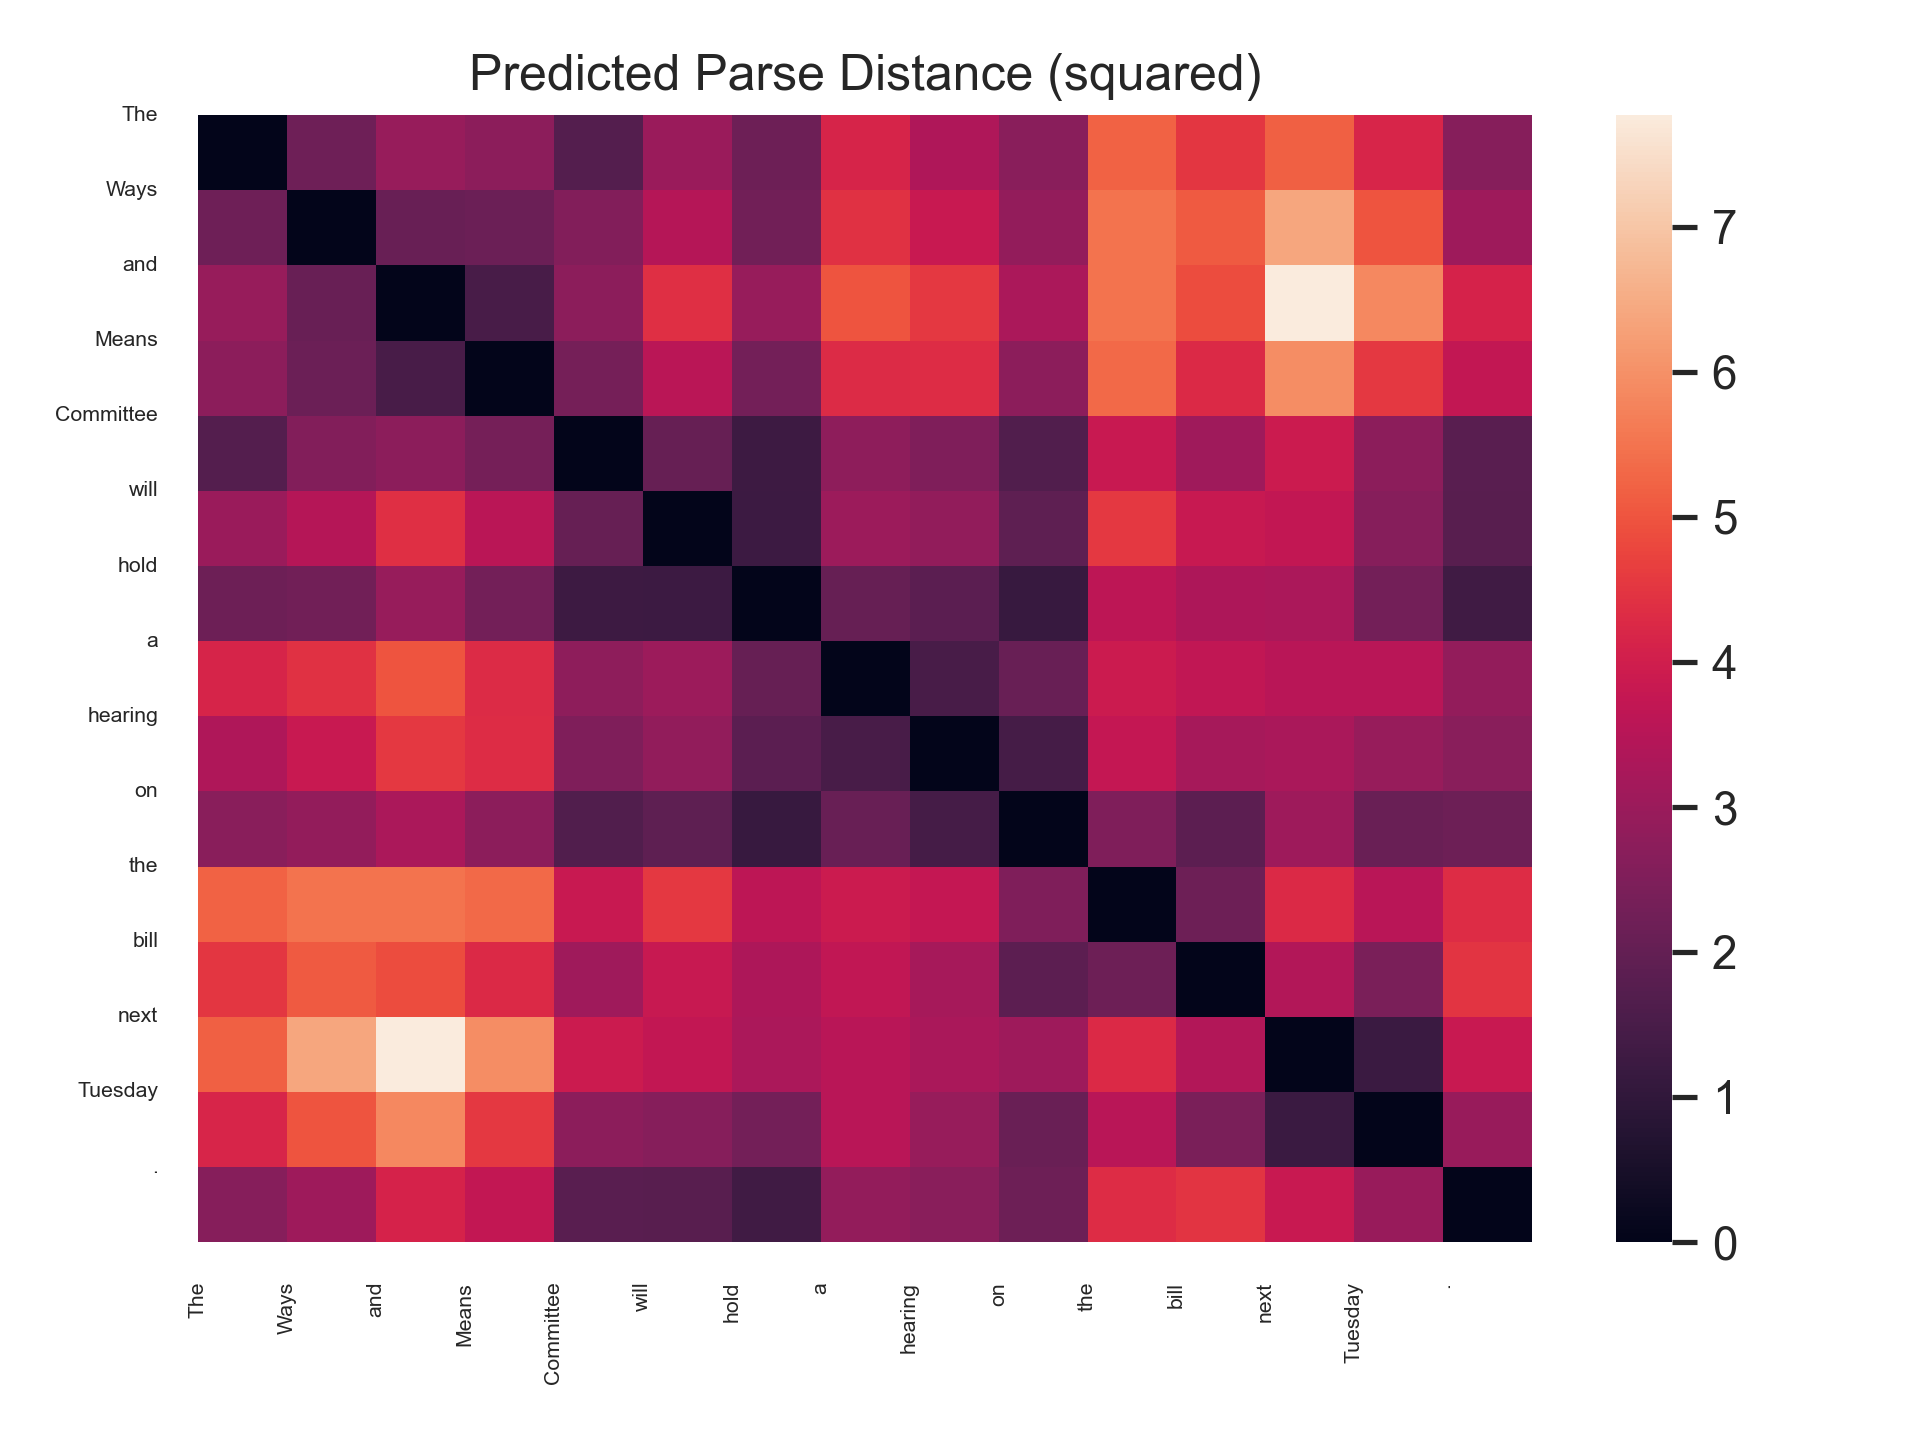 Predicted Parse Distance (squared)
The
Ways
and
Means
Committee
will
hold
a
hearing
on
the
bill
next
Tuesday
.
7
6
5
4
3
2
1
0
The
Ways
and
Means
Committee
will
hold
a
hearing
on
the
bill
next
Tuesday
.